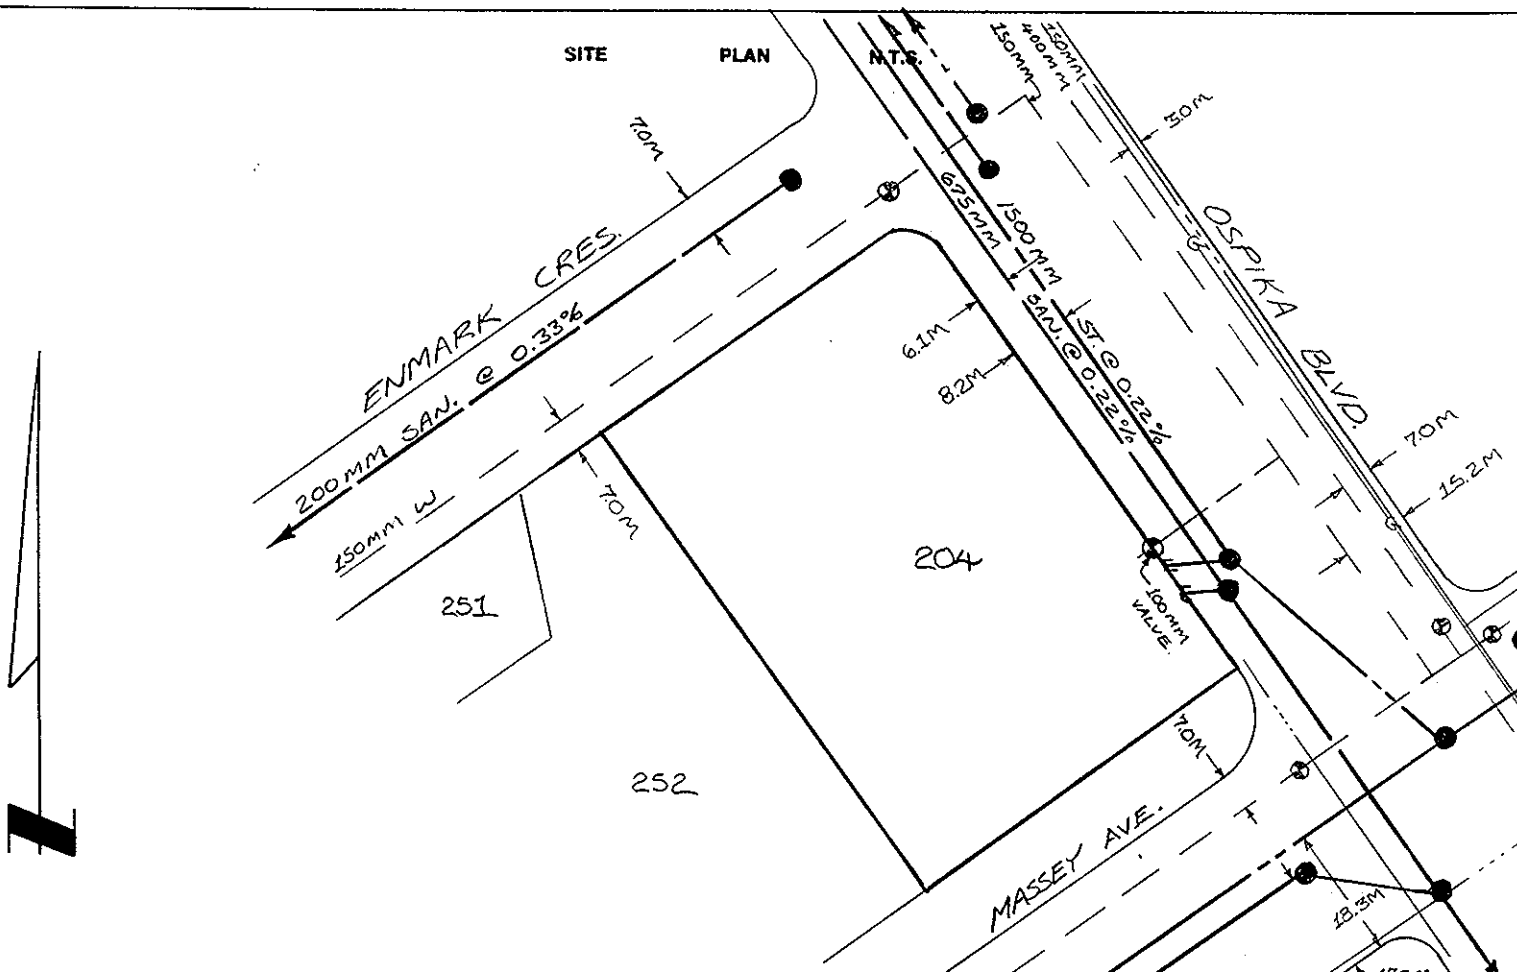 SITE PLAN N.T.S.
150MM
400MM
150MM
3.0M
7.0M
ENMARK CRES.
200MM SAN. @ 0.33%
150MM W
7.0M
675MM SAN. @ 0.22%
1500MM ST. @ 0.22%
OSPIKA BLVD.
6.1M
8.2M
7.0M
15.2M
251
204
100MM
VALVE.
252
7.0M
MASSEY AVE.
18.3M